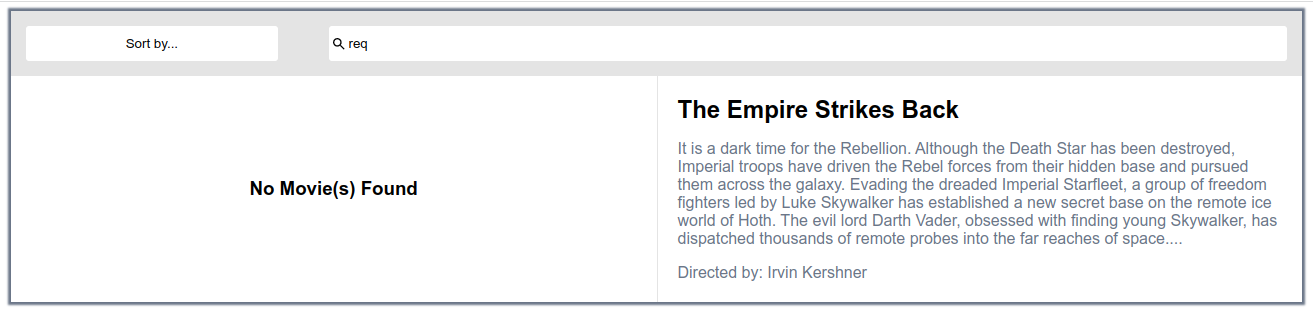 Sort by...
req
No Movie(s) Found
The Empire Strikes Back
It is a dark time for the Rebellion. Although the Death Star has been destroyed,
Imperial troops have driven the Rebel forces from their hidden base and pursued
them across the galaxy. Evading the dreaded Imperial Starfleet, a group of freedom
fighters led by Luke Skywalker has established a new secret base on the remote ice
world of Hoth. The evil lord Darth Vader, obsessed with finding young Skywalker, has
dispatched thousands of remote probes into the far reaches of space....
Directed by: Irvin Kershner